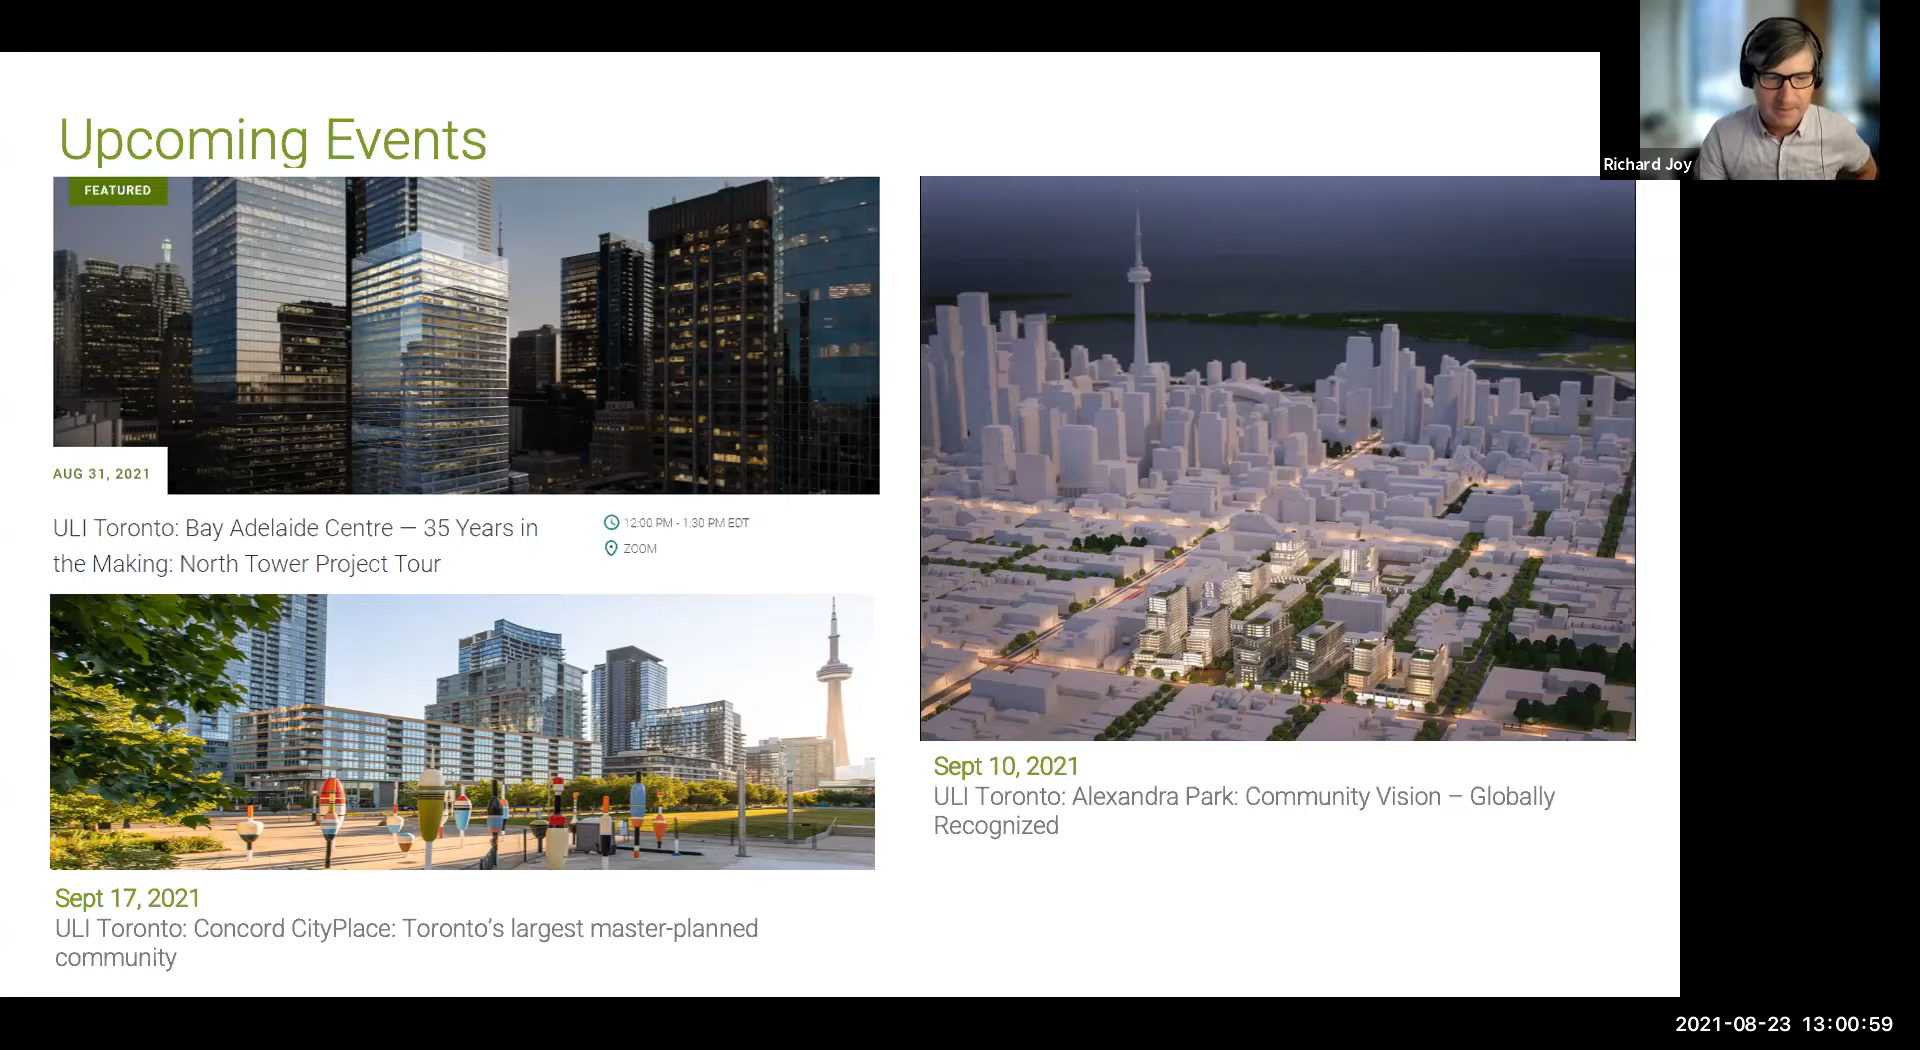 Upcoming Events
FEATURED
AUG 31, 2021
ULI Toronto: Bay Adelaide Centre — 35 Years in
the Making: North Tower Project Tour
12:00 PM - 1:30 PM EDT
ZOOM
Sept 17, 2021
ULI Toronto: Concord CityPlace: Toronto’s largest master-planned
community
Sept 10, 2021
ULI Toronto: Alexandra Park: Community Vision – Globally
Recognized
Richard Joy
2021-08-23 13:00:59